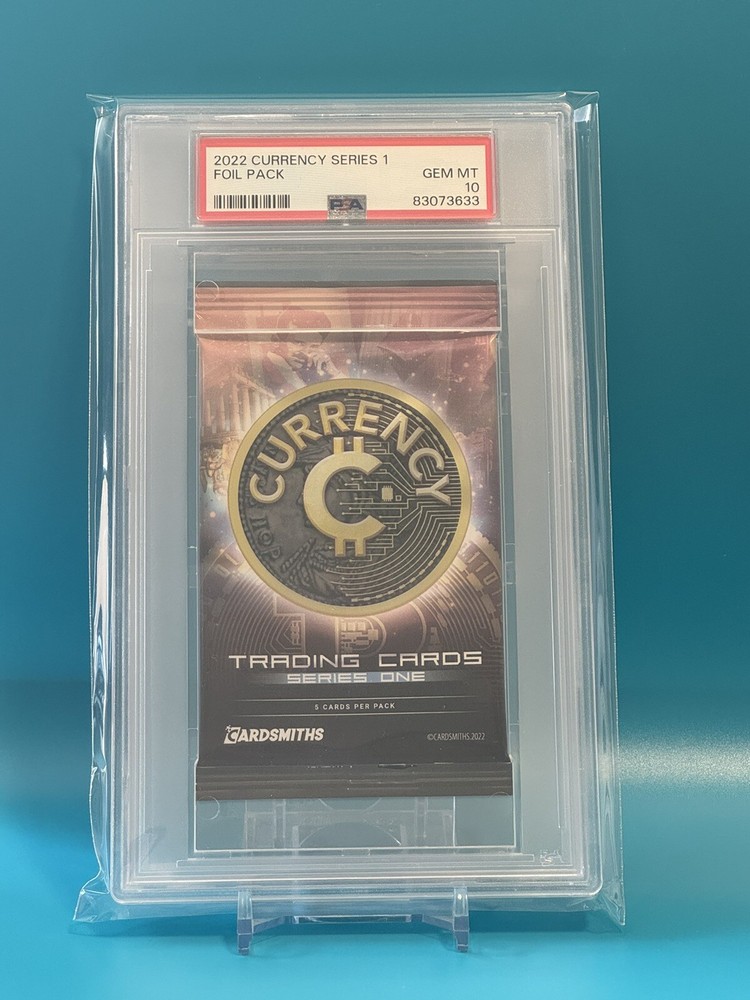 2022 CURRENCY SERIES 1
FOIL PACK
GEM MT
10
PSA
83073633
CURRENCY
C
TRADING CARDS
SERIES ONE
5 CARDS PER PACK
CARDSMITHS
©CARDSMITHS 2022